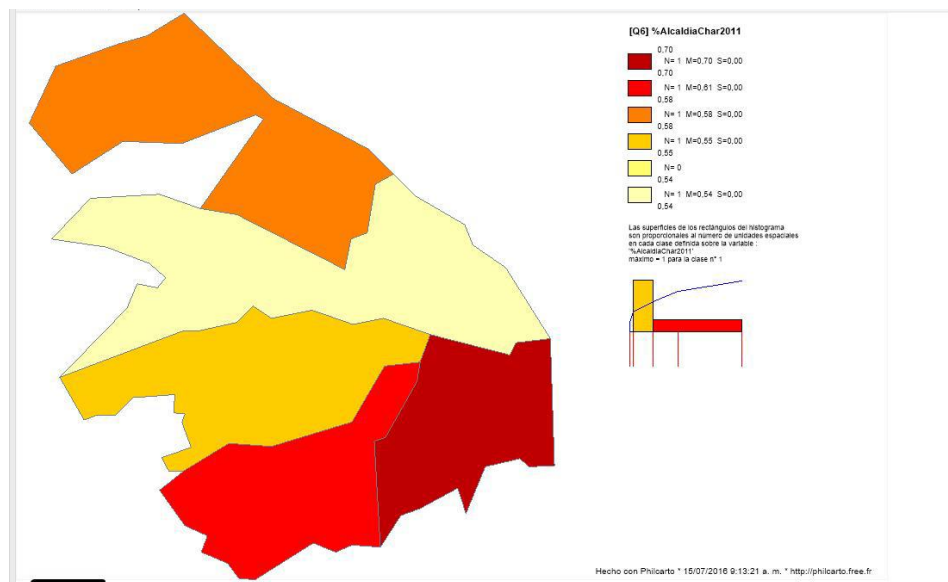 [Q6] %AlcaldiaChar2011
0,70
N= 1 M=0,70 S=0,00
0,70
N= 1 M=0,61 S=0,00
0,58
N= 1 M=0,58 S=0,00
0,58
N= 1 M=0,55 S=0,00
0,55
N= 0
0,54
N= 1 M=0,54 S=0,00
0,54
Las superficies de los rectángulos del histograma
son proporcionales al número de unidades espaciales
en cada clase definida sobre la variable :
'%AlcaldiaChar2011'
máximo = 1 para la clase n° 1
Hecho con Philcarto * 15/07/2016 9:13:21 a. m. * http://philcarto.free.fr